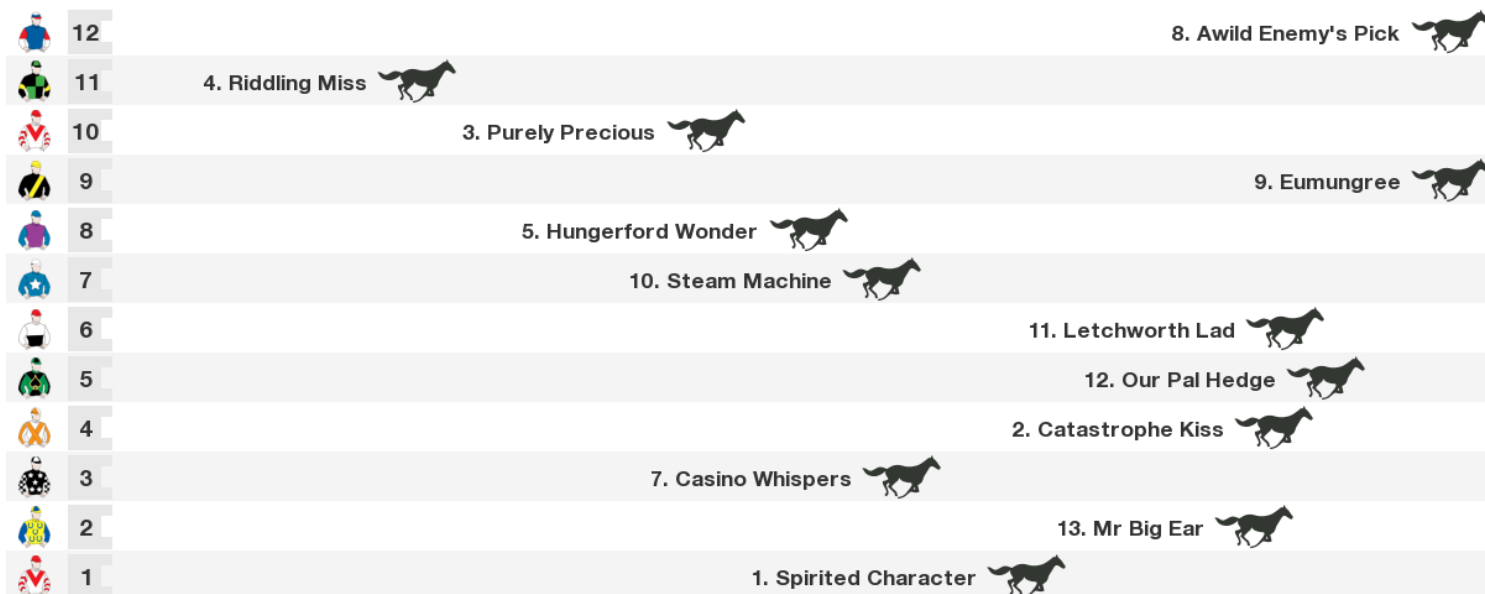 12 8. Awild Enemy's Pick
11 4. Riddling Miss
10 3. Purely Precious
9 9. Eumungree
8 5. Hungerford Wonder
7 10. Steam Machine
6 11. Letchworth Lad
5 12. Our Pal Hedge
4 2. Catastrophe Kiss
3 7. Casino Whispers
2 13. Mr Big Ear
1 1. Spirited Character